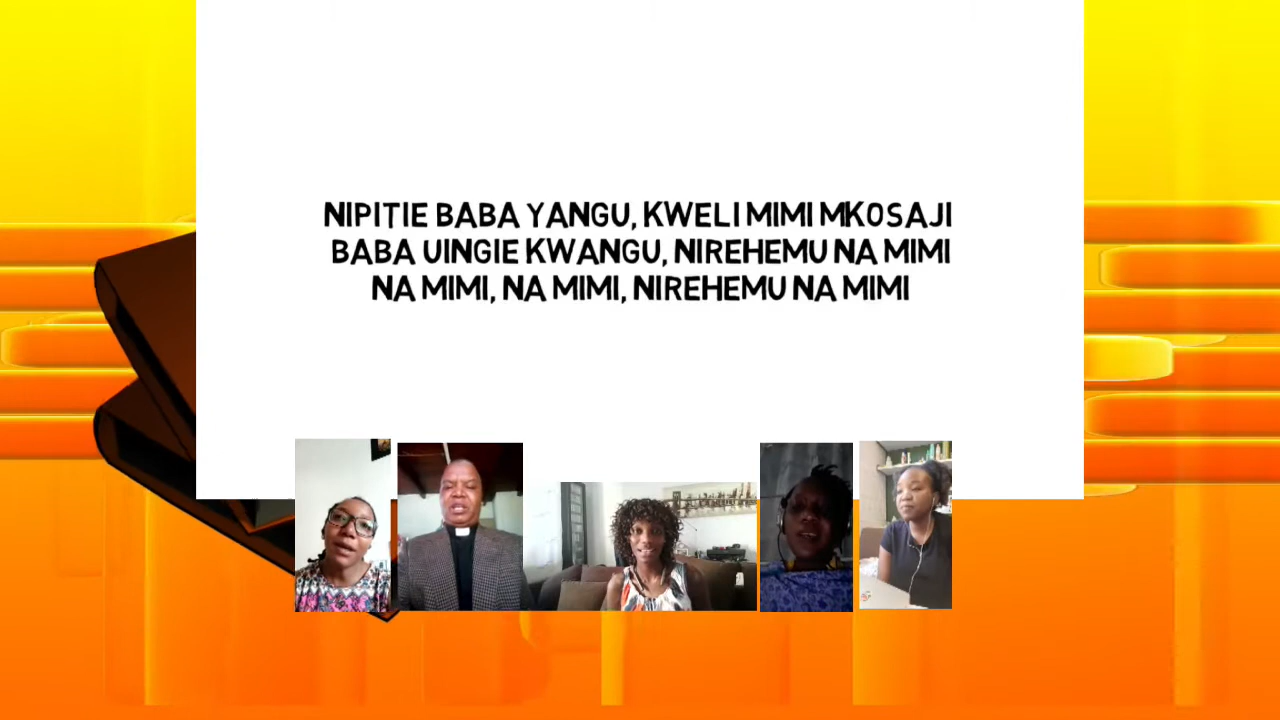 NIPITIE BABA YANGU, KWELI MIMI MKOSAJI
BABA UINGIE KWANGU, NIREHEMU NA MIMI
NA MIMI, NA MIMI, NIREHEMU NA MIMI